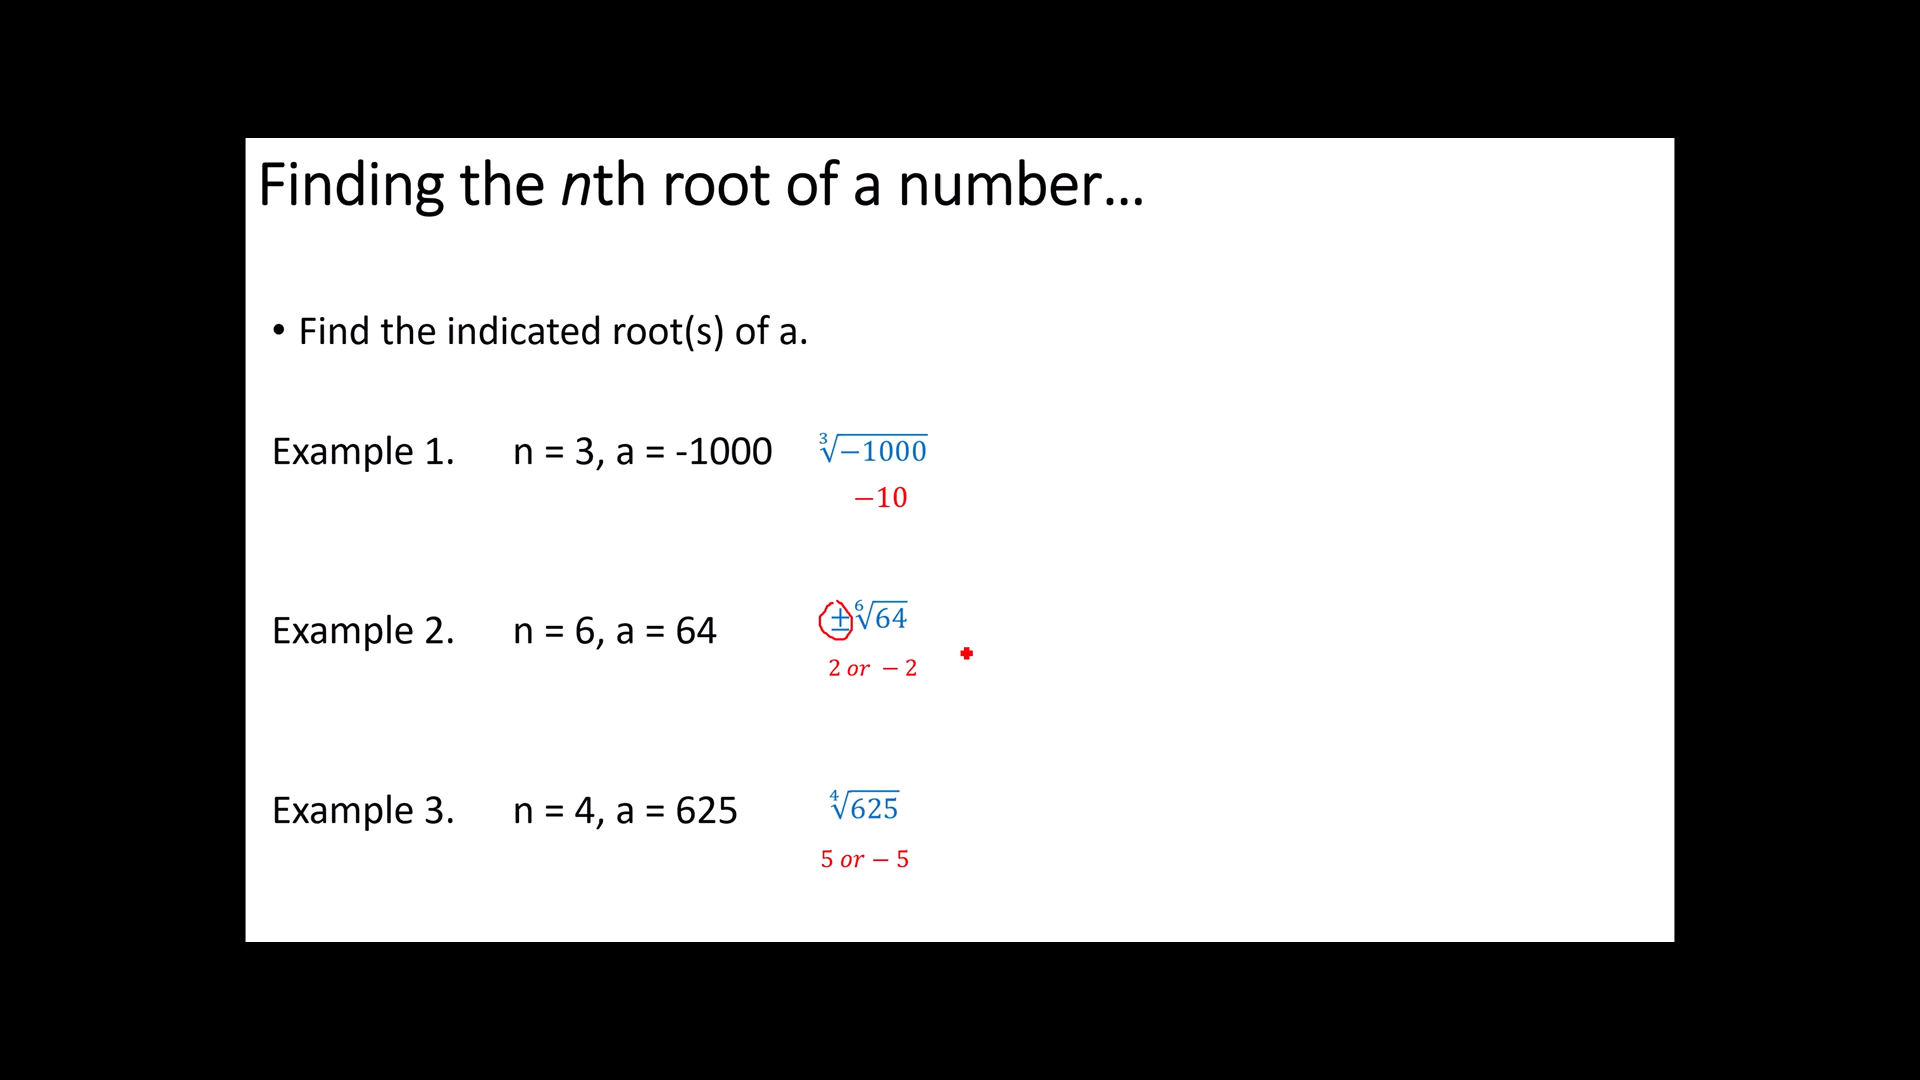 Finding the nth root of a number...
• Find the indicated root(s) of a.
Example 1. n = 3, a = -1000 ∛−1000
−10
Example 2. n = 6, a = 64 ± ⁶√64
2 or − 2
Example 3. n = 4, a = 625 ⁴√625
5 or − 5